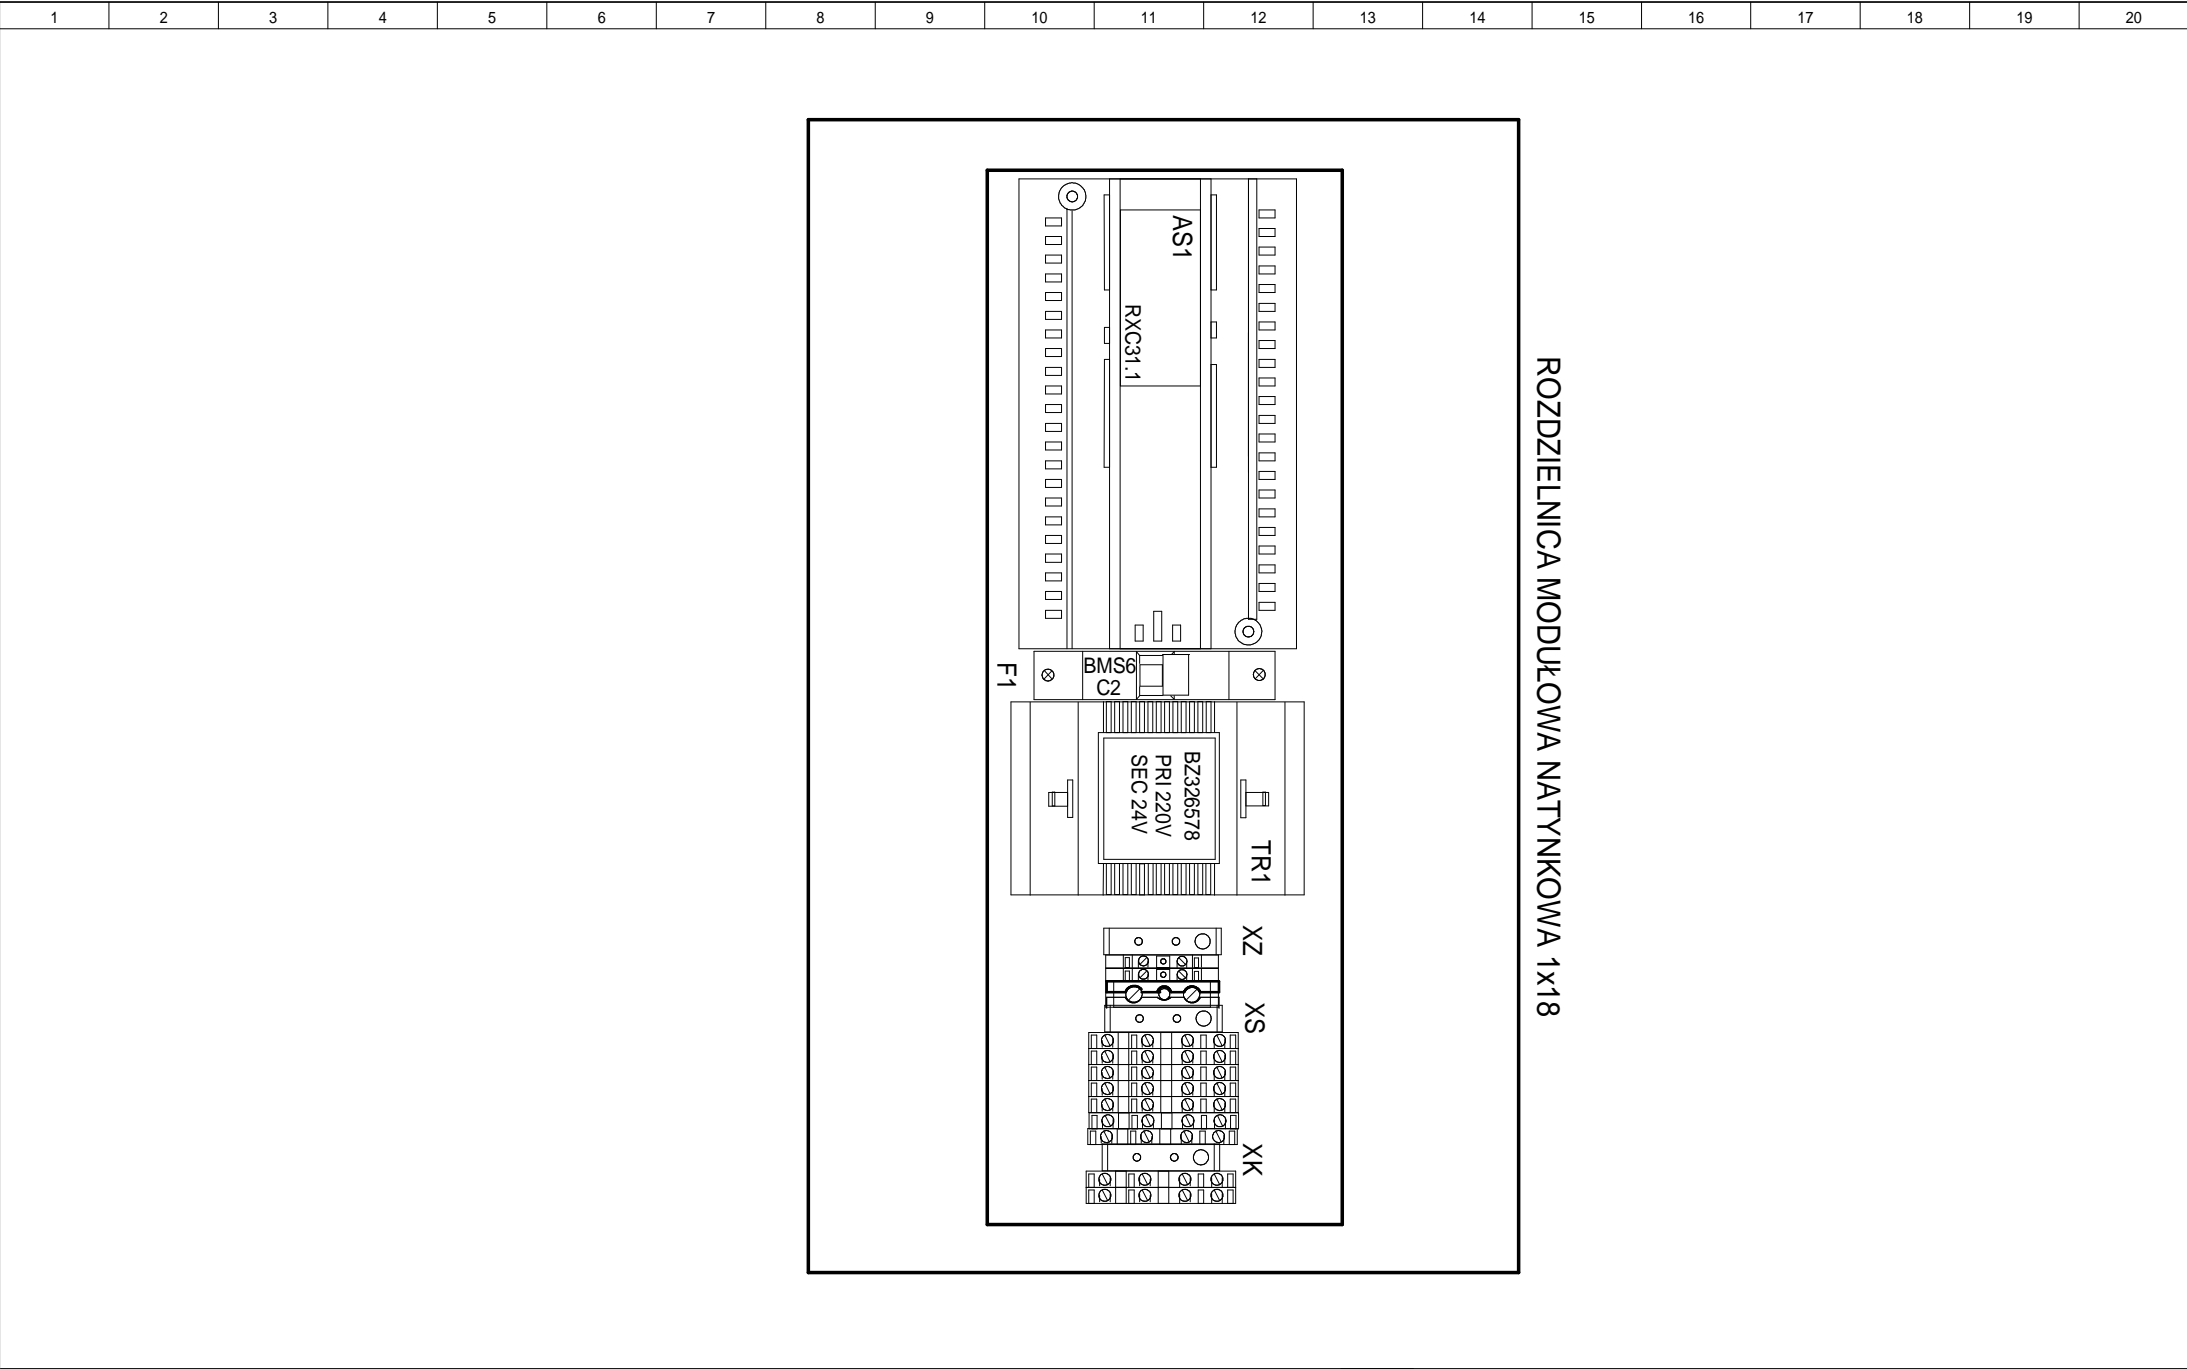 1 2 3 4 5 6 7 8 9 10 11 12 13 14 15 16 17 18 19 20
ROZDZIELNICA MODUŁOWA NATYNKOWA 1x18
AS1
RXC31.1
F1
BMS6
C2
BZ326578
PRI 220V
SEC 24V
TR1
XZ
XS
XK